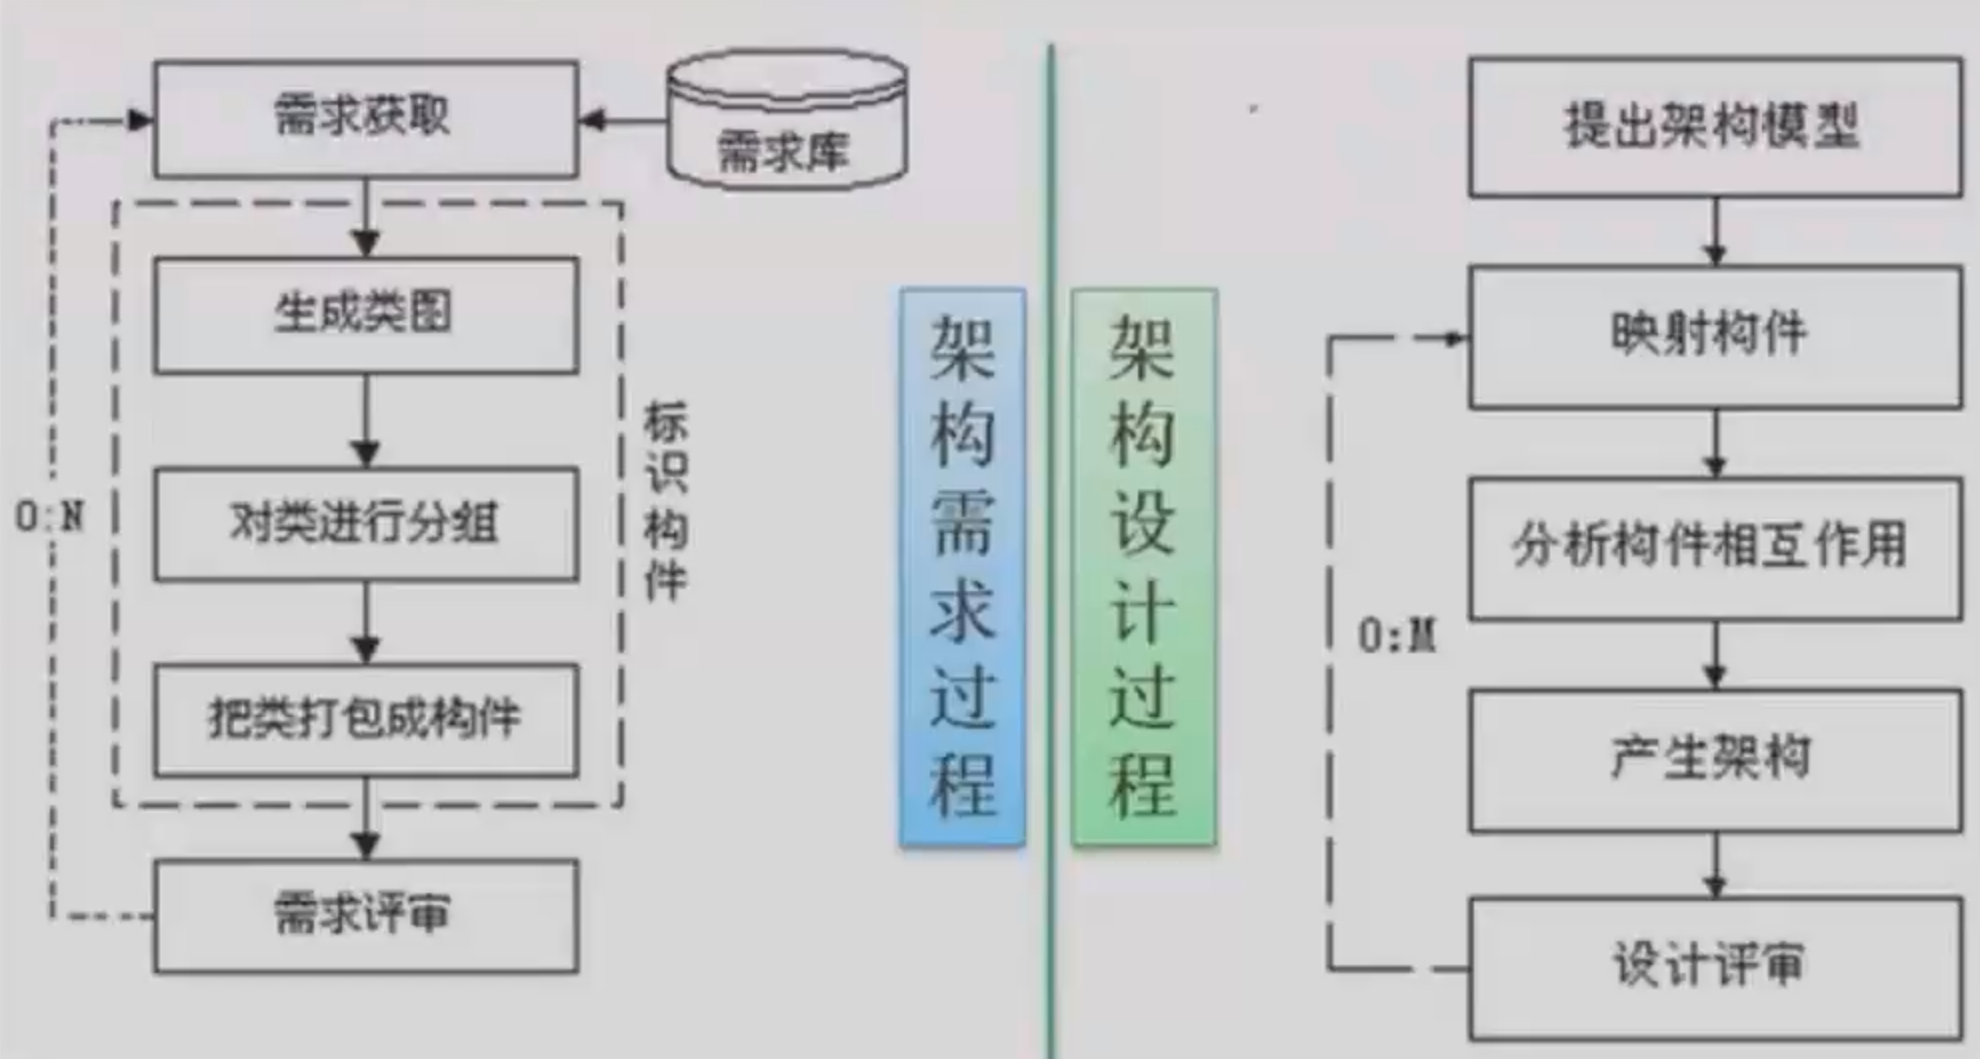 需求获取
需求库
生成类图
对类进行分组
把类打包成构件
需求评审
标识构件
0:N
架构需求过程
架构设计过程
提出架构模型
映射构件
分析构件相互作用
产生架构
设计评审
0:M